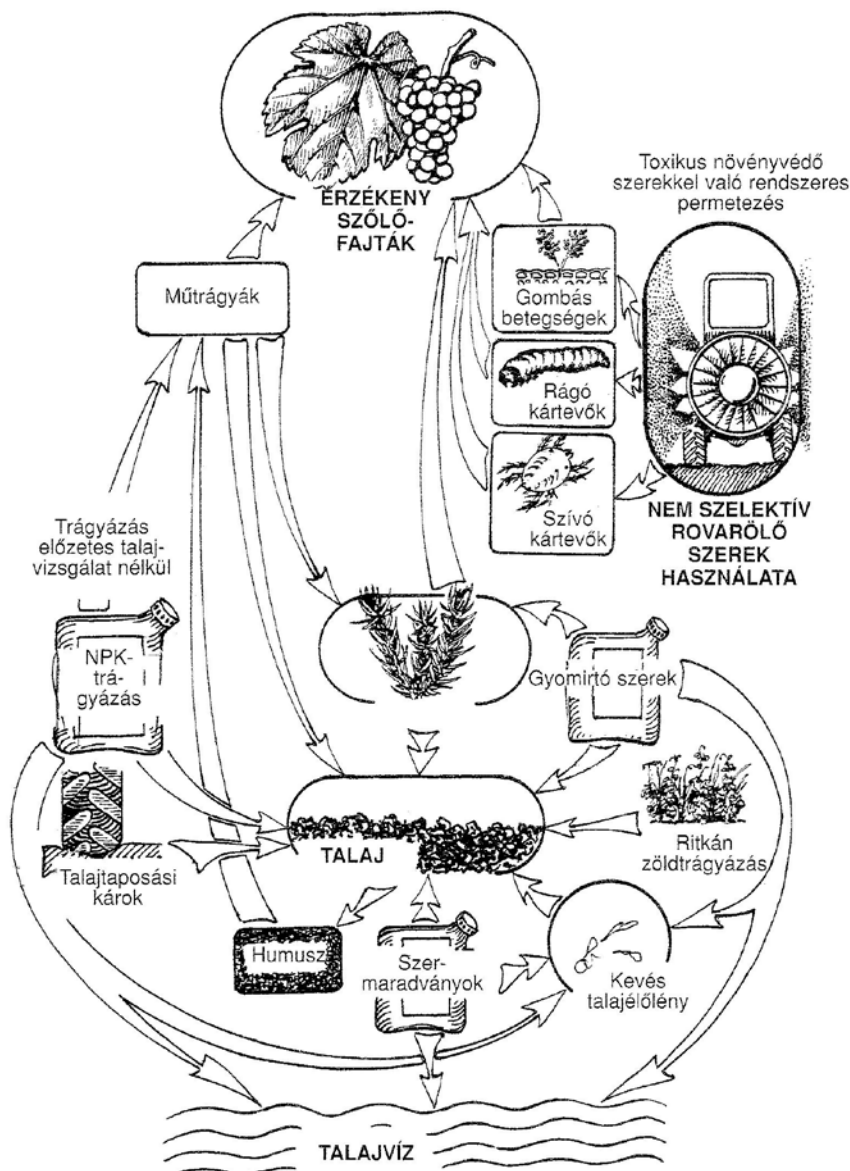 ÉRZÉKENY
SZŐLŐ-
FAJTÁK
Toxikus növényvédő
szerekkel való rendszeres
permetezés
Műtrágyák
Gombás
betegségek
Rágó
kártevők
Szívó
kártevők
NEM SZELEKTÍV
ROVARÖLŐ
SZEREK
HASZNÁLATA
Trágyázás
előzetes talaj-
vizsgálat nélkül
NPK-
trá-
gyázás
Gyomirtó szerek
TALAJ
Ritkán
zöldtrágyázás
Talajtaposási
károk
Humusz
Szer-
maradványok
Kevés
talajélőlény
TALAJVÍZ